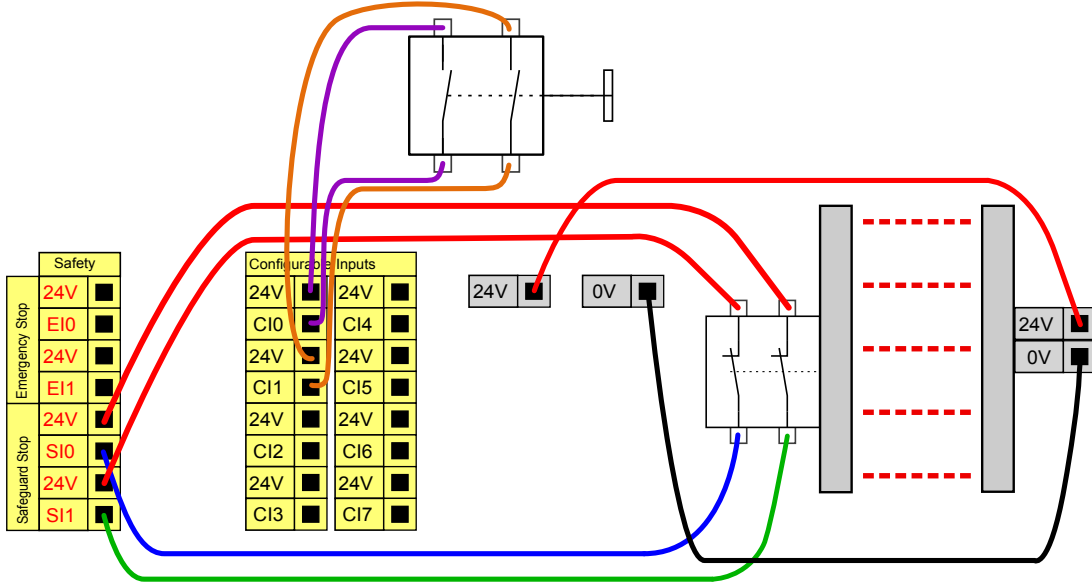 Safety
Emergency Stop
24V
EI0
24V
EI1
Safeguard Stop
24V
SI0
24V
SI1
Configurable Inputs
24V 24V
CI0 CI4
24V 24V
CI1 CI5
24V 24V
CI2 CI6
24V 24V
CI3 CI7
24V
0V
24V
0V